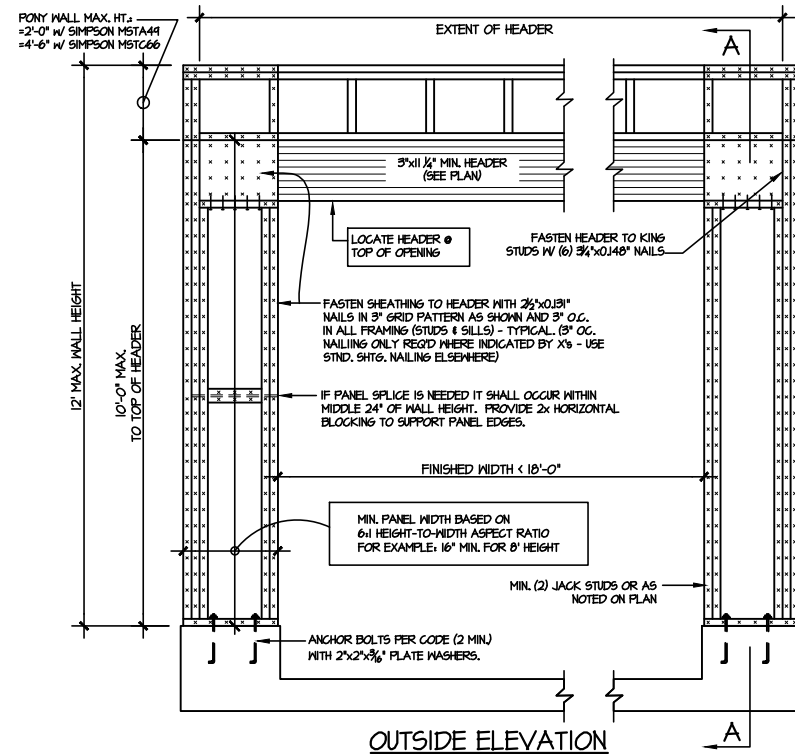 PONY WALL MAX. HT.:
=2'-0" W/ SIMPSON MSTA49
=4'-6" W/ SIMPSON MSTC66
EXTENT OF HEADER
A
3"x11 1/4" MIN. HEADER
(SEE PLAN)
LOCATE HEADER @
TOP OF OPENING
FASTEN HEADER TO KING
STUDS W/ (6) 3/4"x0.148" NAILS
FASTEN SHEATHING TO HEADER WITH 2 1/2"x0.131"
NAILS IN 3" GRID PATTERN AS SHOWN AND 3" O.C.
IN ALL FRAMING (STUDS & SILLS) - TYPICAL. (3" OC.
NAILIING ONLY REQ'D WHERE INDICATED BY X's - USE
STND. SHTG. NAILING ELSEWHERE)
12' MAX. WALL HEIGHT
10'-0" MAX.
TO TOP OF HEADER
IF PANEL SPLICE IS NEEDED IT SHALL OCCUR WITHIN
MIDDLE 24" OF WALL HEIGHT. PROVIDE 2x HORIZONTAL
BLOCKING TO SUPPORT PANEL EDGES.
FINISHED WIDTH < 18'-0"
MIN. PANEL WIDTH BASED ON
6:1 HEIGHT-TO-WIDTH ASPECT RATIO
FOR EXAMPLE: 16" MIN. FOR 8' HEIGHT
MIN. (2) JACK STUDS OR AS
NOTED ON PLAN
ANCHOR BOLTS PER CODE (2 MIN.)
WITH 2"x2"x3/16" PLATE WASHERS.
OUTSIDE ELEVATION
A